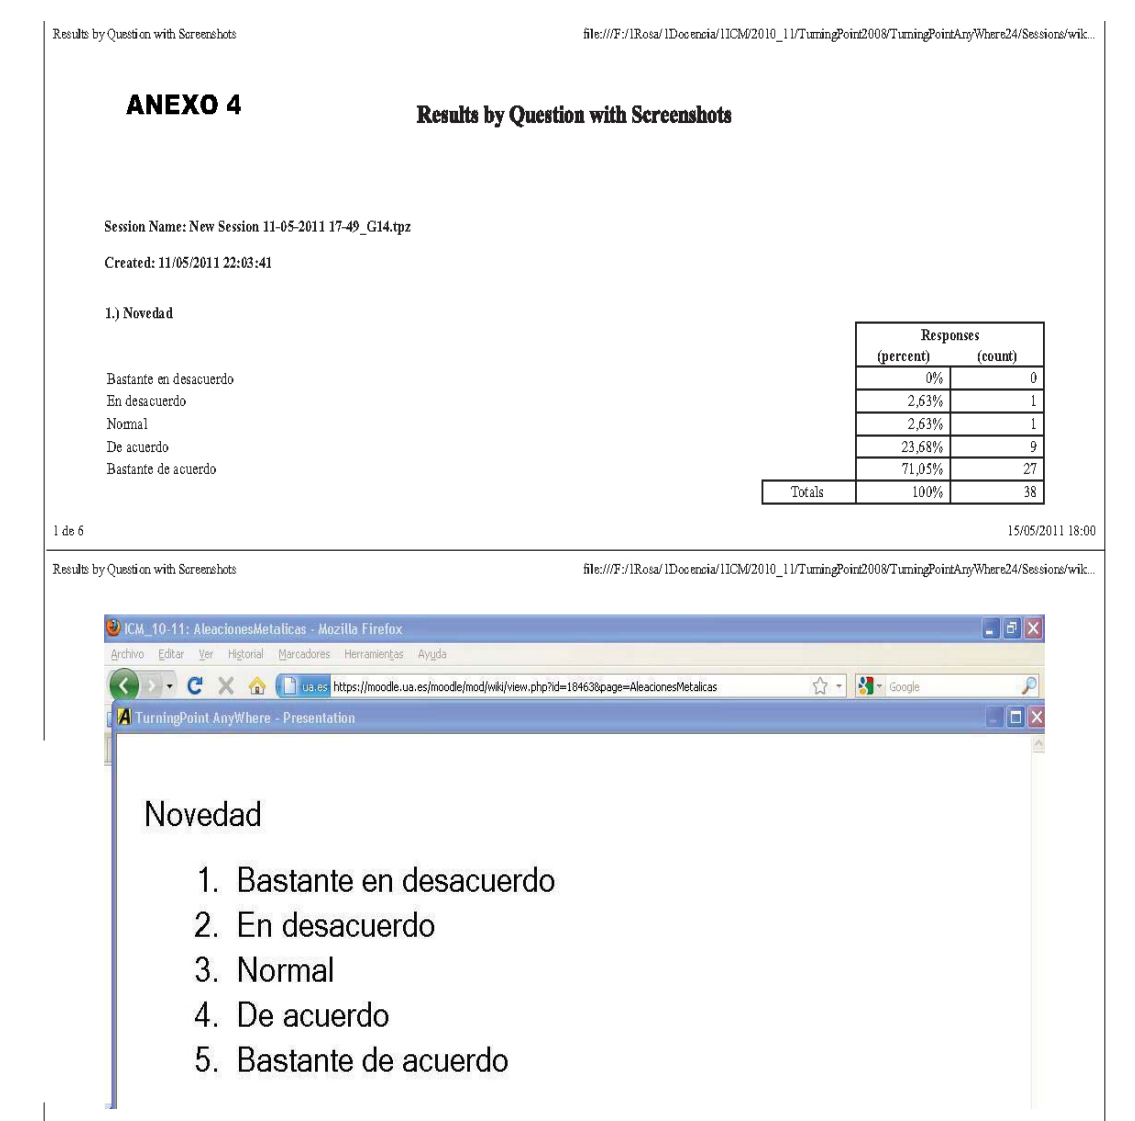 Results by Question with Screenshots
file:///F:/1Rosa/1Docencia/1ICM/2010_11/TurningPoint2008/TurningPointAnyWhere24/Sessions/wik...
ANEXO 4
Results by Question with Screenshots
Session Name: New Session 11-05-2011 17-49_G14.tpz
Created: 11/05/2011 22:03:41
1.) Novedad
Responses
(percent) (count)
Bastante en desacuerdo 0% 0
En desacuerdo 2,63% 1
Normal 2,63% 1
De acuerdo 23,68% 9
Bastante de acuerdo 71,05% 27
Totals 100% 38
1 de 6
15/05/2011 18:00
Results by Question with Screenshots
file:///F:/1Rosa/1Docencia/1ICM/2010_11/TurningPoint2008/TurningPointAnyWhere24/Sessions/wik...
ICM_10-11: AleacionesMetalicas - Mozilla Firefox
Archivo Editar Ver Historial Marcadores Herramientas Ayuda
ua.es https://moodle.ua.es/moodle/mod/wiki/view.php?id=18463&page=AleacionesMetalicas
Google
TurningPoint AnyWhere - Presentation
Novedad
1. Bastante en desacuerdo
2. En desacuerdo
3. Normal
4. De acuerdo
5. Bastante de acuerdo